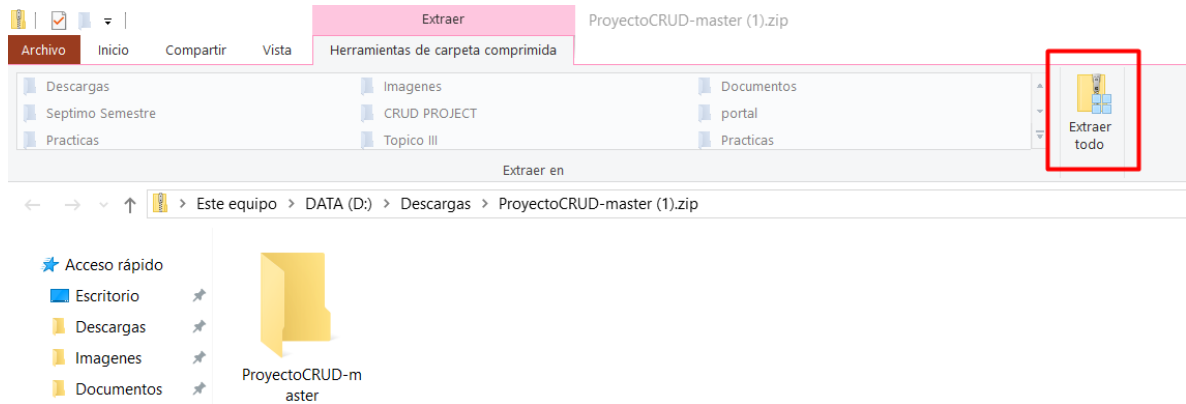 Extraer
ProyectoCRUD-master (1).zip
Archivo
Inicio
Compartir
Vista
Herramientas de carpeta comprimida
Descargas
Imagenes
Documentos
Septimo Semestre
CRUD PROJECT
portal
Practicas
Topico III
Practicas
Extraer
todo
Extraer en
Este equipo > DATA (D:) > Descargas > ProyectoCRUD-master (1).zip
Acceso rápido
Escritorio
Descargas
Imagenes
Documentos
ProyectoCRUD-m
aster